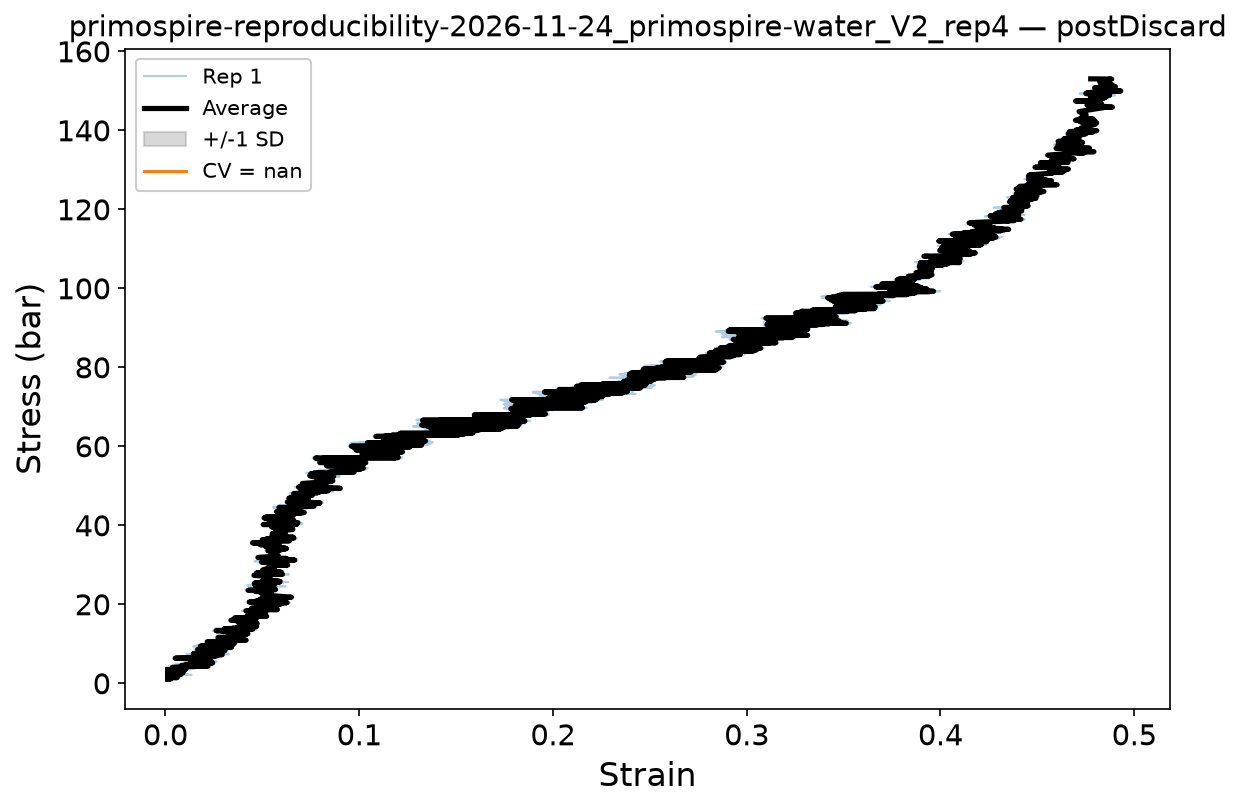 primospire-reproducibility-2026-11-24_primospire-water_V2_rep4 — postDiscard
Rep 1
Average
+/-1 SD
CV = nan
160
140
120
100
80
60
40
20
0
Stress (bar)
0.0 0.1 0.2 0.3 0.4 0.5
Strain